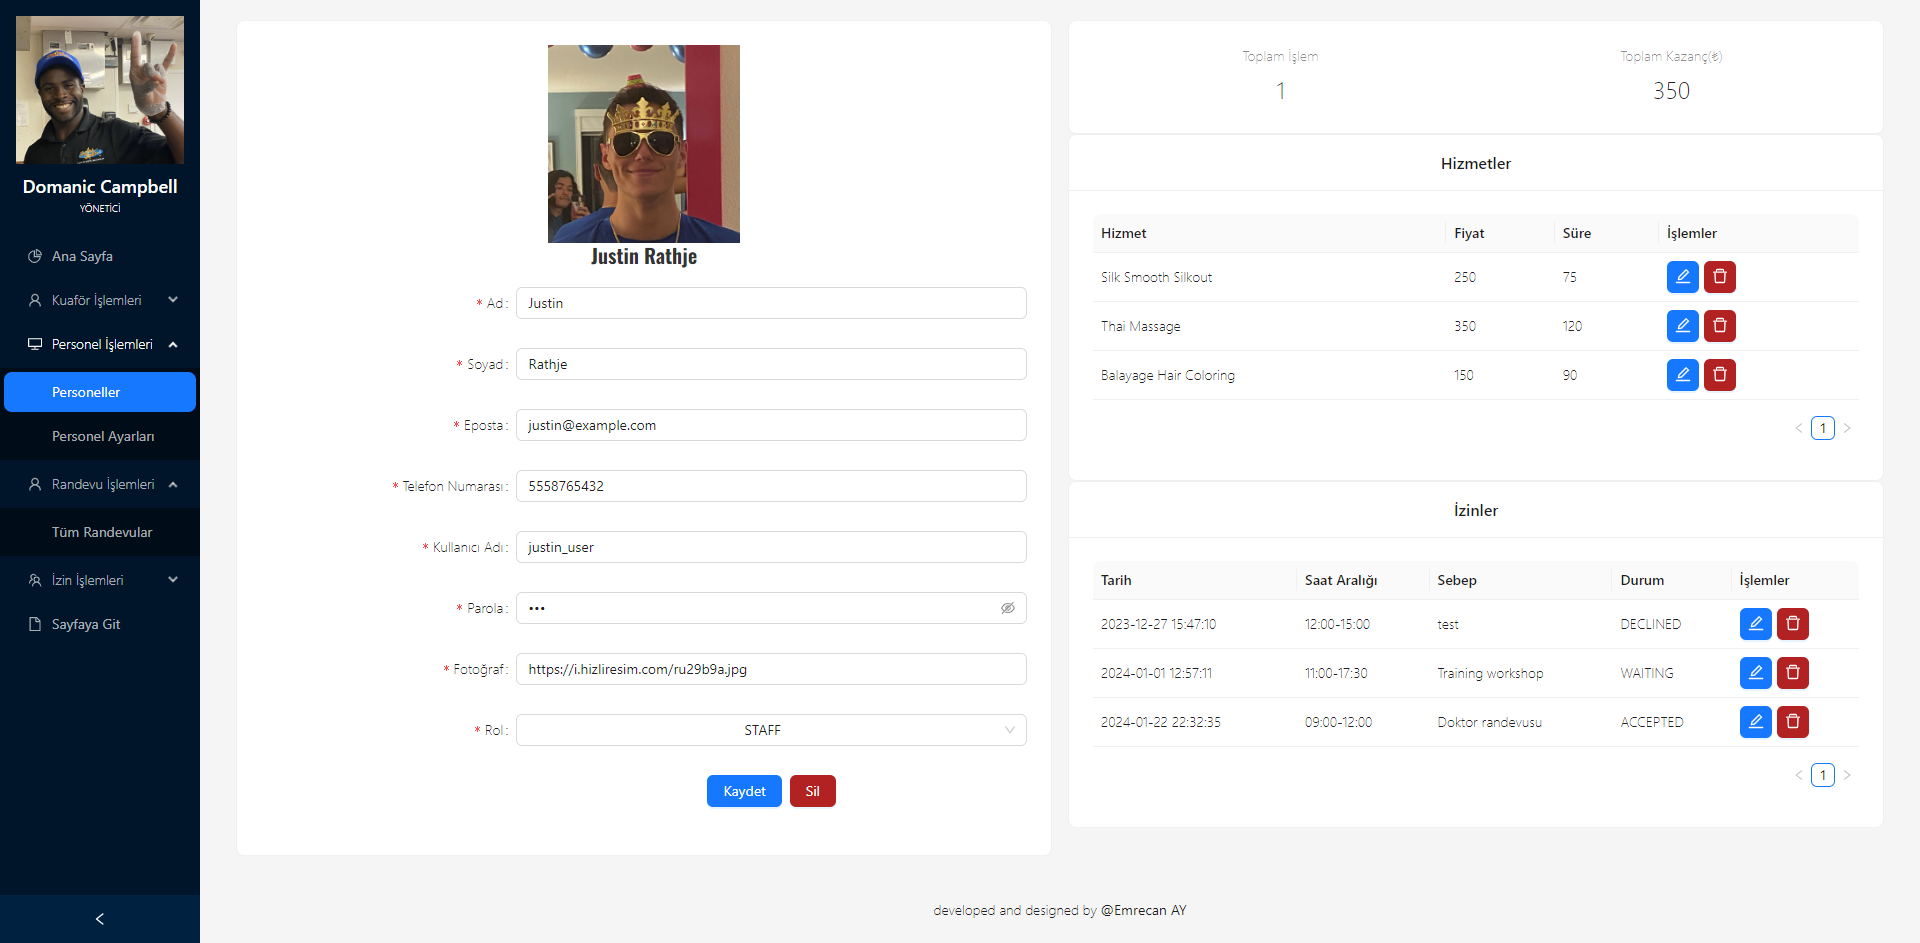 Domanic Campbell
YÖNETİCİ
Ana Sayfa
Kuaför İşlemleri
Personel İşlemleri
Personeller
Personel Ayarları
Randevu İşlemleri
Tüm Randevular
İzin İşlemleri
Sayfaya Git
Justin Rathje
* Ad: Justin
* Soyad: Rathje
* Eposta: justin@example.com
* Telefon Numarası: 5558765432
* Kullanıcı Adı: justin_user
* Parola: •••
* Fotoğraf: https://i.hizliresim.com/ru29b9a.jpg
* Rol: STAFF
Kaydet Sil
Toplam İşlem Toplam Kazanç(₺)
1 350
Hizmetler
Hizmet Fiyat Süre İşlemler
Silk Smooth Silkout 250 75
Thai Massage 350 120
Balayage Hair Coloring 150 90
< 1 >
İzinler
Tarih Saat Aralığı Sebep Durum İşlemler
2023-12-27 15:47:10 12:00-15:00 test DECLINED
2024-01-01 12:57:11 11:00-17:30 Training workshop WAITING
2024-01-22 22:32:35 09:00-12:00 Doktor randevusu ACCEPTED
< 1 >
developed and designed by @Emrecan AY